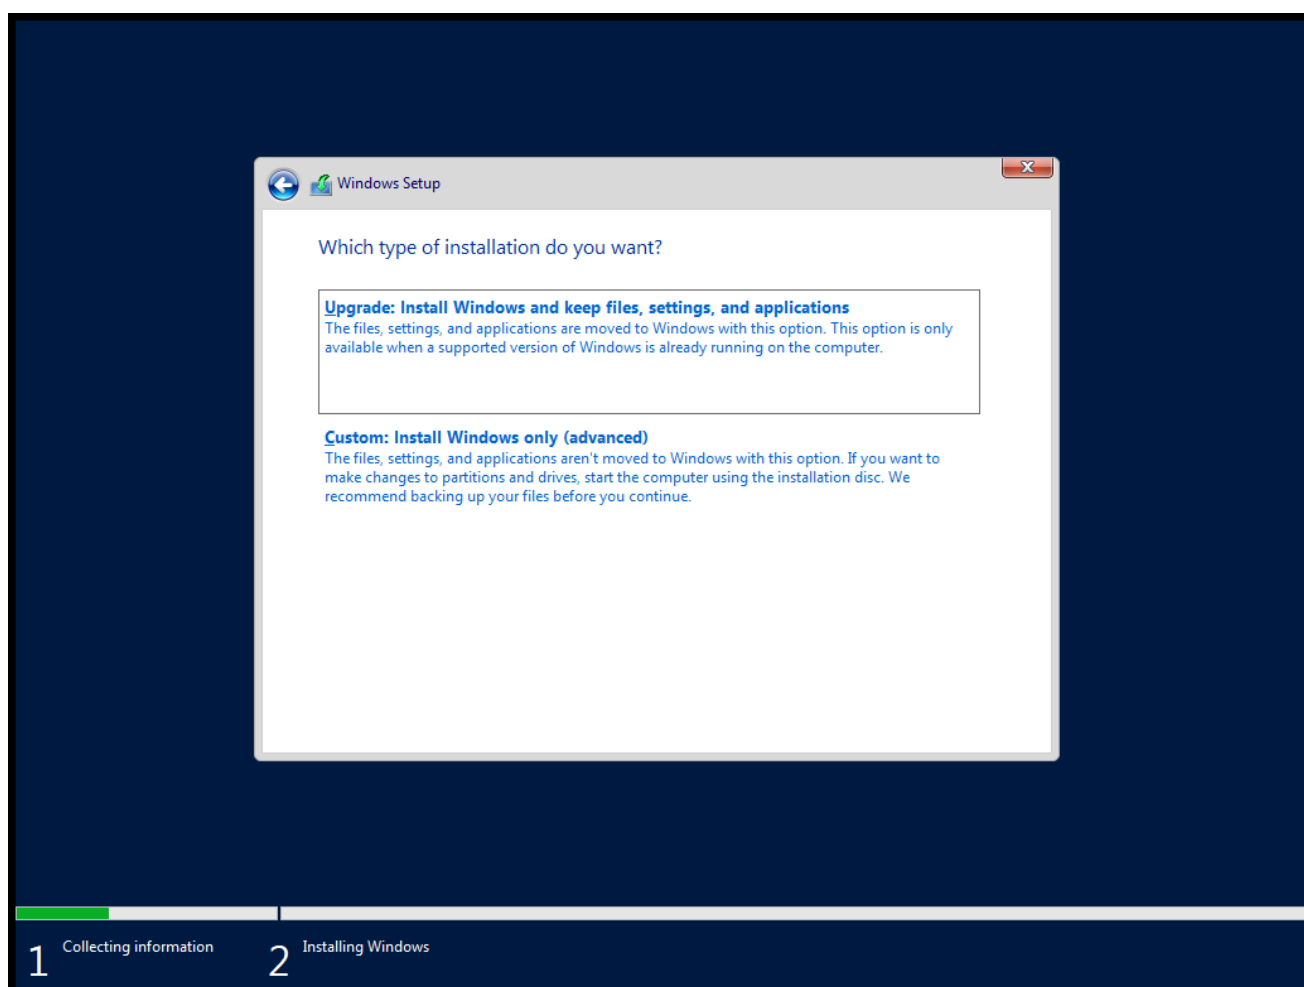 Windows Setup
X
Which type of installation do you want?
Upgrade: Install Windows and keep files, settings, and applications
The files, settings, and applications are moved to Windows with this option. This option is only
available when a supported version of Windows is already running on the computer.
Custom: Install Windows only (advanced)
The files, settings, and applications aren't moved to Windows with this option. If you want to
make changes to partitions and drives, start the computer using the installation disc. We
recommend backing up your files before you continue.
1 Collecting information 2 Installing Windows